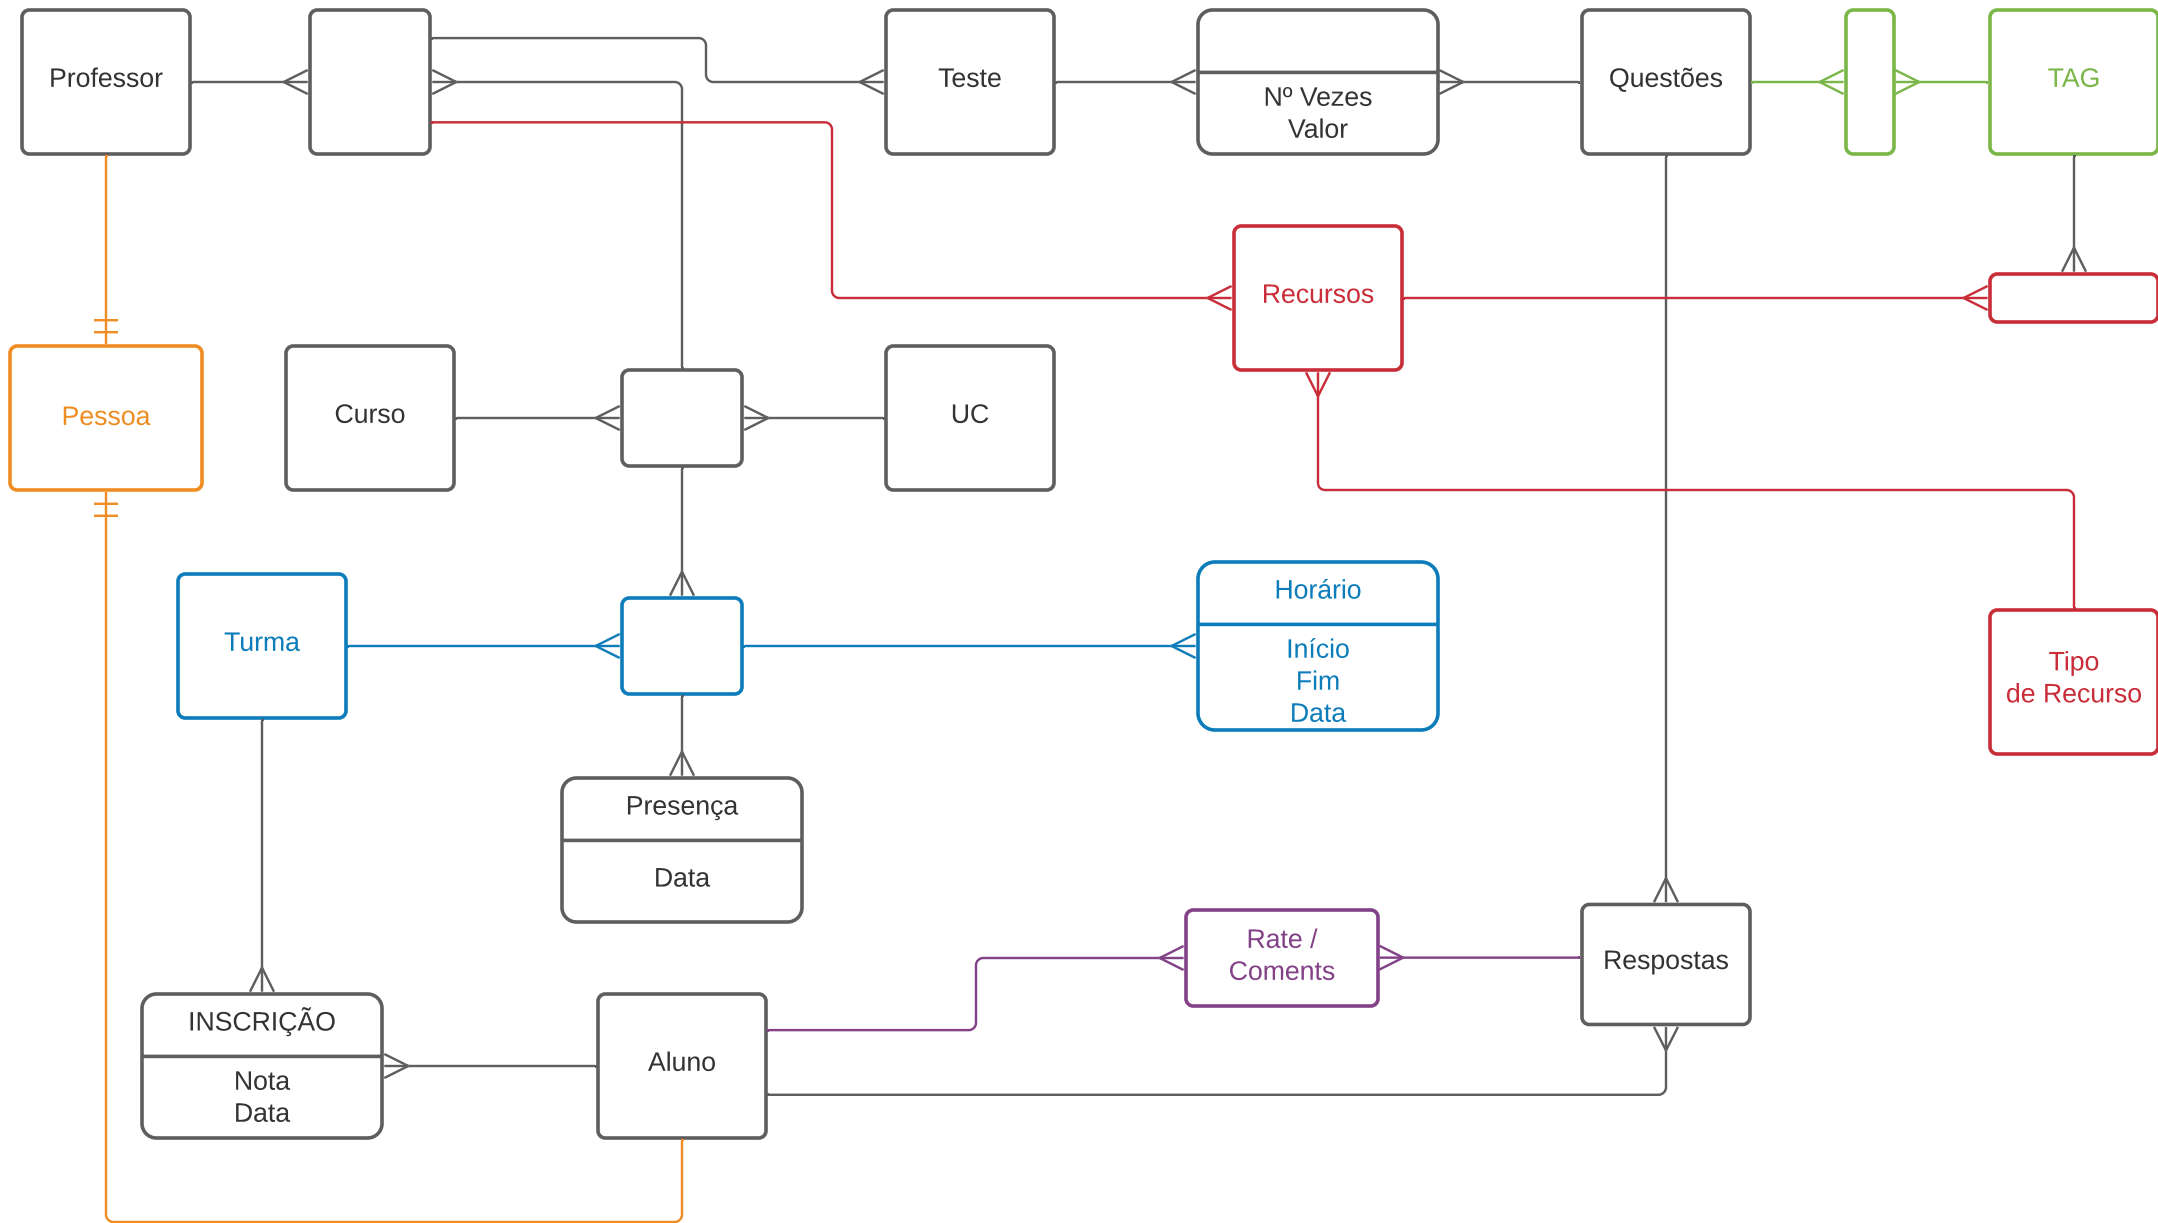 Professor
Teste
Nº Vezes
Valor
Questões
TAG
Recursos
Pessoa
Curso
UC
Turma
Horário
Início
Fim
Data
Tipo
de Recurso
Presença
Data
Rate /
Coments
Respostas
INSCRIÇÃO
Nota
Data
Aluno